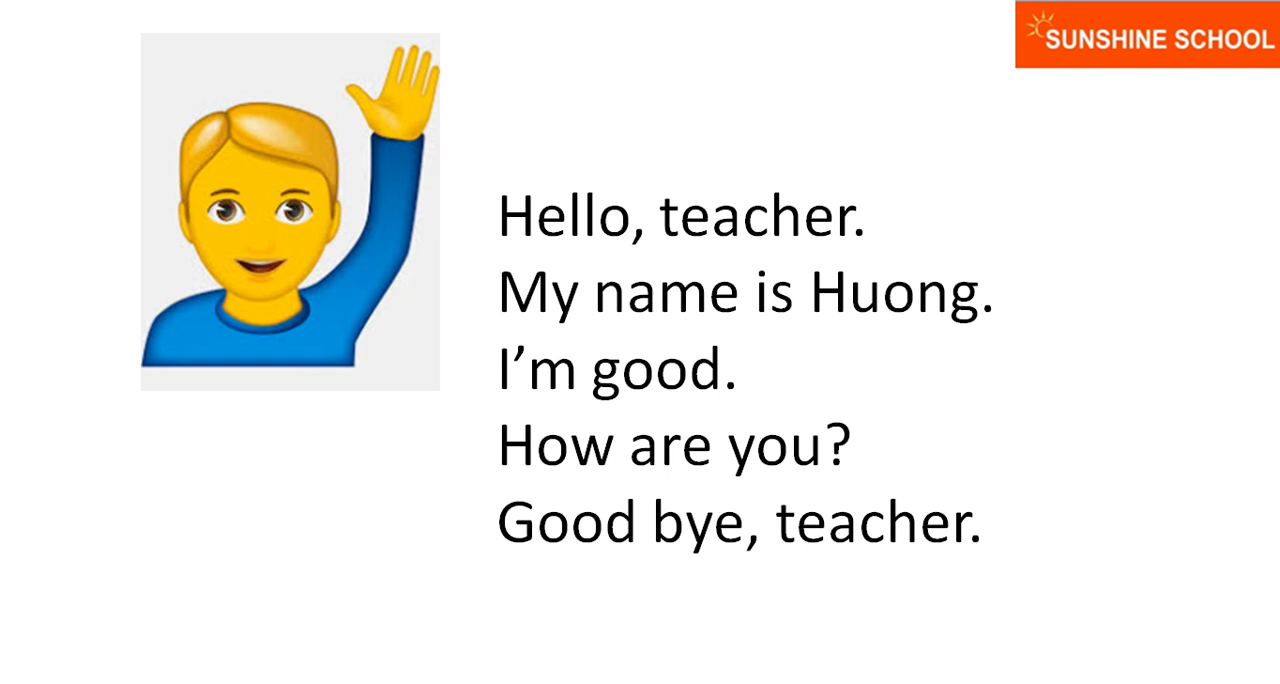 SUNSHINE SCHOOL
Hello, teacher.
My name is Huong.
I’m good.
How are you?
Good bye, teacher.